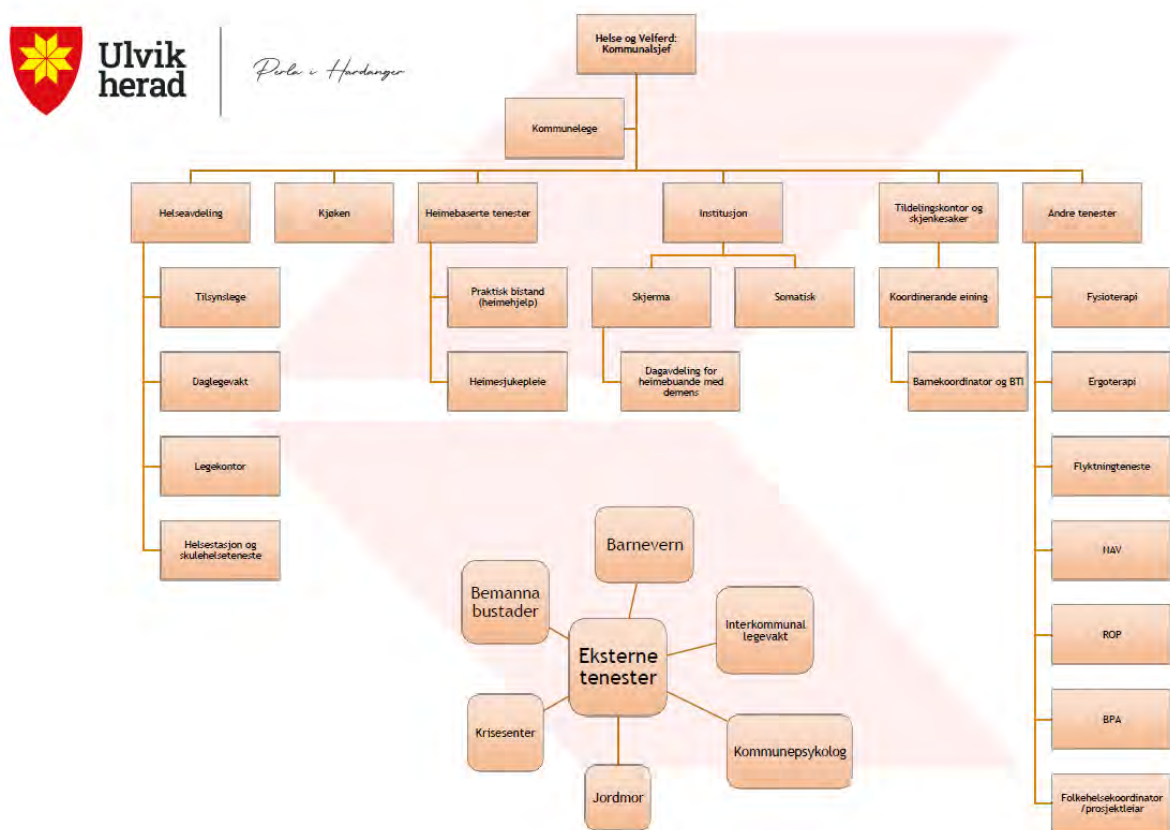 Ulvik
herad
Perla i Hardanger
Helse og Velferd:
Kommunalsjef
Kommunelege
Helseavdeling
Kjøken
Heimebaserte tenester
Institusjon
Tildelingskontor og
skjenkesaker
Andre tenester
Tilsynslege
Praktisk bistand
(heimehjelp)
Skjerma
Somatisk
Koordinerande eining
Fysioterapi
Daglegevakt
Heimesjukepleie
Dagavdeling for
heimebuande med
demens
Barnekoordinator og BTI
Ergoterapi
Legekontor
Flyktningteneste
Helsestasjon og
skulehelseteneste
NAV
ROP
BPA
Folkehelsekoordinator
/prosjektleiar
Barnevern
Bemanna
bustader
Interkommunal
legevakt
Eksterne
tenester
Krisesenter
Kommunepsykolog
Jordmor